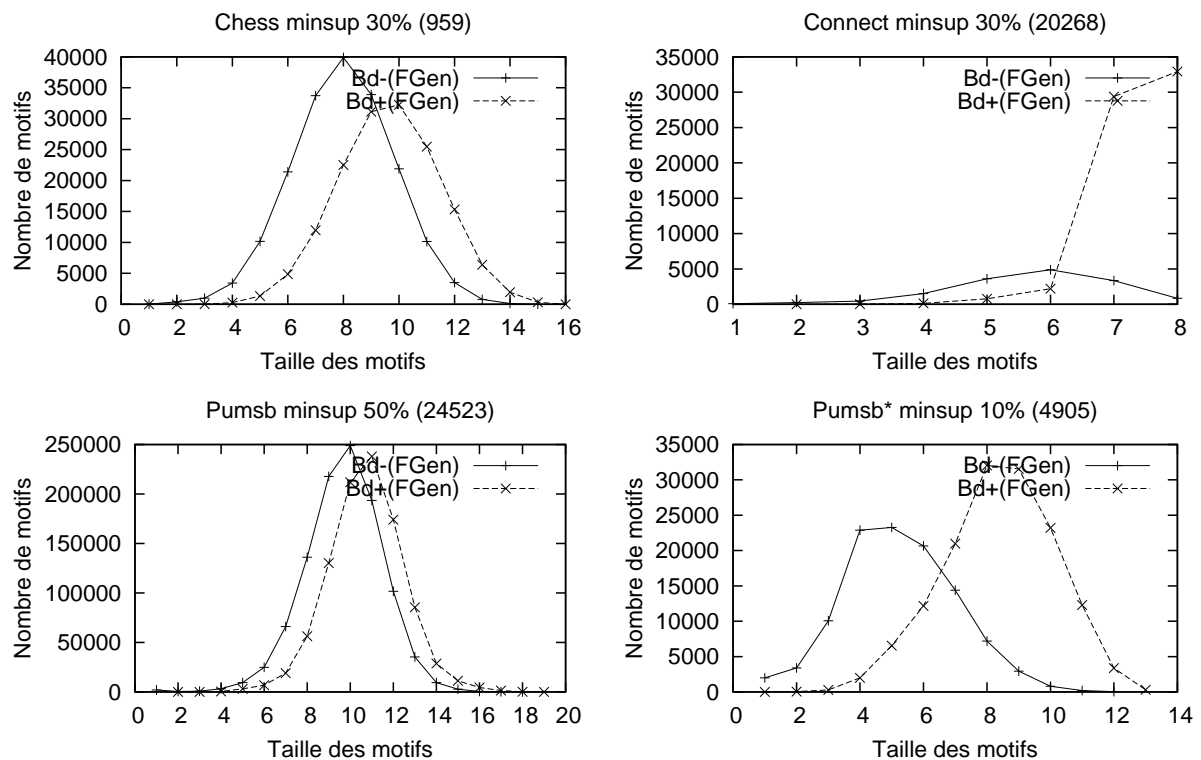 Chess minsup 30% (959)
Nombre de motifs
40000
35000
30000
25000
20000
15000
10000
5000
0
0 2 4 6 8 10 12 14 16
Taille des motifs
Bd-(FGen)
Bd+(FGen)
Connect minsup 30% (20268)
Nombre de motifs
35000
30000
25000
20000
15000
10000
5000
0
1 2 3 4 5 6 7 8
Taille des motifs
Bd-(FGen)
Bd+(FGen)
Pumsb minsup 50% (24523)
Nombre de motifs
250000
200000
150000
100000
50000
0
0 2 4 6 8 10 12 14 16 18 20
Taille des motifs
Bd-(FGen)
Bd+(FGen)
Pumsb* minsup 10% (4905)
Nombre de motifs
35000
30000
25000
20000
15000
10000
5000
0
0 2 4 6 8 10 12 14
Taille des motifs
Bd-(FGen)
Bd+(FGen)